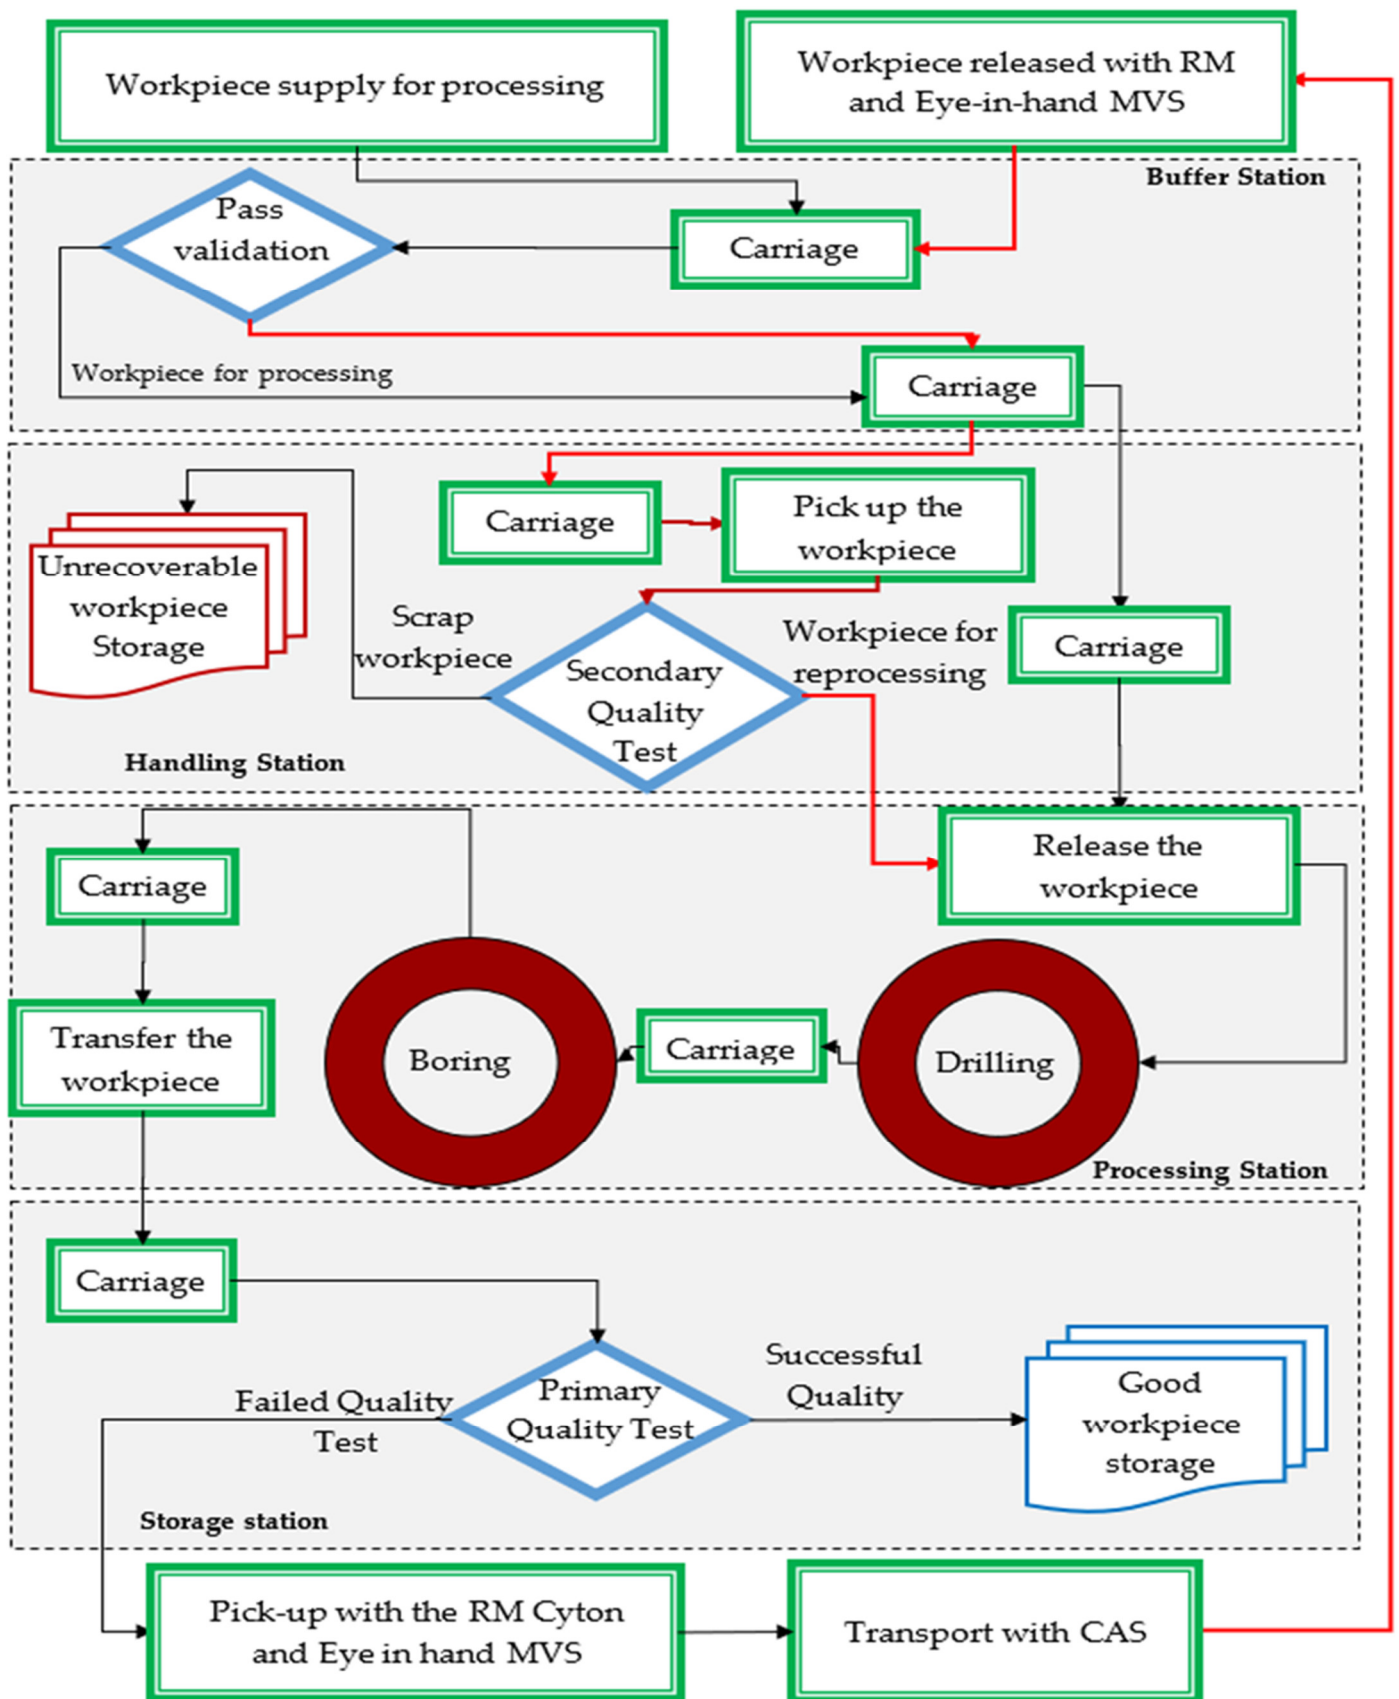 Workpiece supply for processing
Workpiece released with RM
and Eye-in-hand MVS
Buffer Station
Pass
validation
Carriage
Workpiece for processing
Carriage
Carriage
Pick up the
workpiece
Unrecoverable
workpiece
Storage
Scrap
workpiece
Secondary
Quality
Test
Workpiece for
reprocessing
Carriage
Handling Station
Carriage
Release the
workpiece
Transfer the
workpiece
Boring
Carriage
Drilling
Processing Station
Carriage
Failed Quality
Test
Primary
Quality Test
Successful
Quality
Good
workpiece
storage
Storage station
Pick-up with the RM Cyton
and Eye in hand MVS
Transport with CAS